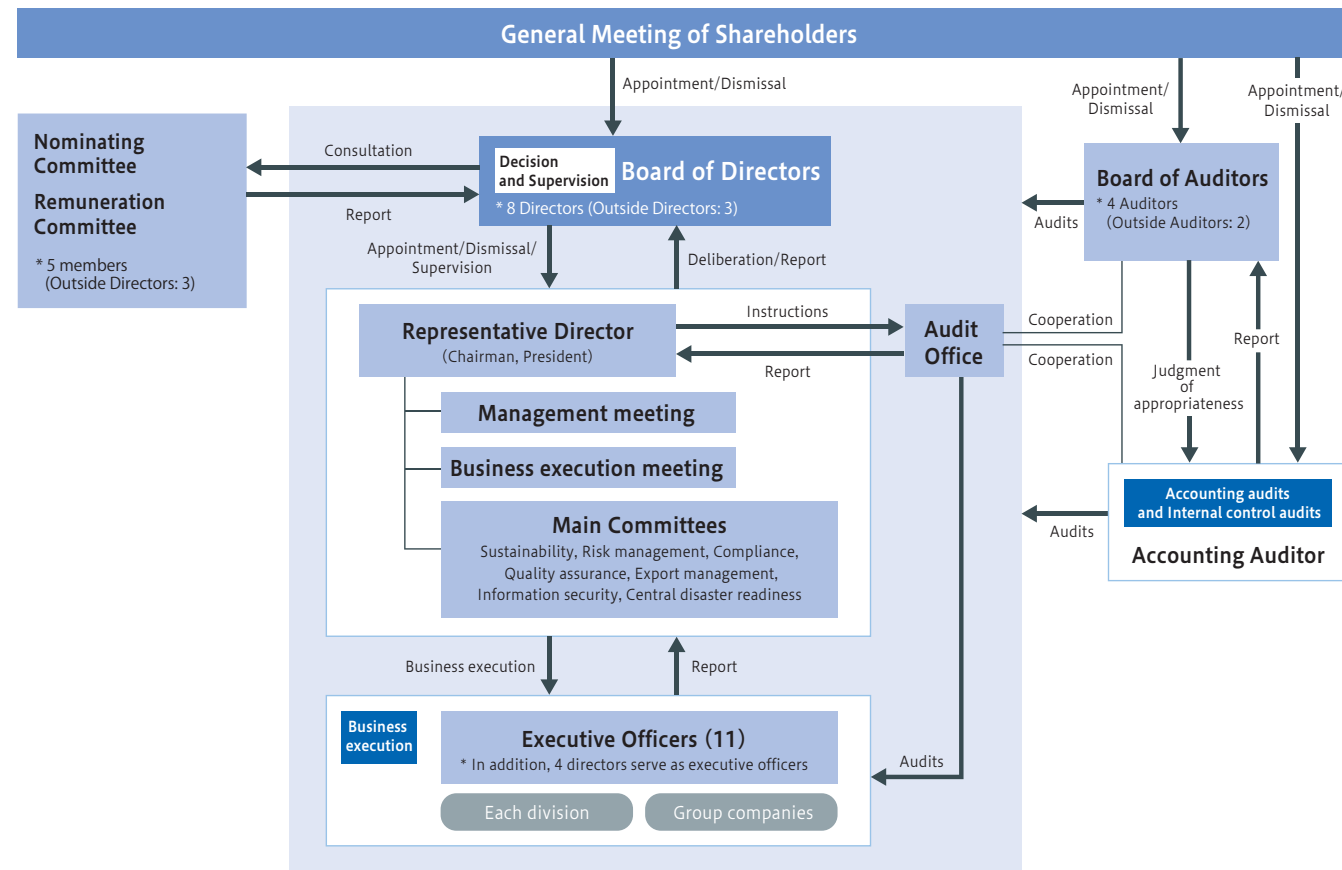 General Meeting of Shareholders
Appointment/Dismissal
Appointment/
Dismissal
Appointment/
Dismissal
Nominating
Committee
Remuneration
Committee
* 5 members
(Outside Directors: 3)
Consultation
Report
Decision
and Supervision
Board of Directors
* 8 Directors (Outside Directors: 3)
Board of Auditors
* 4 Auditors
(Outside Auditors: 2)
Audits
Appointment/Dismissal/
Supervision
Deliberation/Report
Representative Director
(Chairman, President)
Instructions
Report
Audit
Office
Cooperation
Cooperation
Judgment
of
appropriateness
Report
Management meeting
Business execution meeting
Main Committees
Sustainability, Risk management, Compliance,
Quality assurance, Export management,
Information security, Central disaster readiness
Accounting audits
and Internal control audits
Accounting Auditor
Audits
Business execution
Report
Business
execution
Executive Officers (11)
* In addition, 4 directors serve as executive officers
Audits
Each division
Group companies